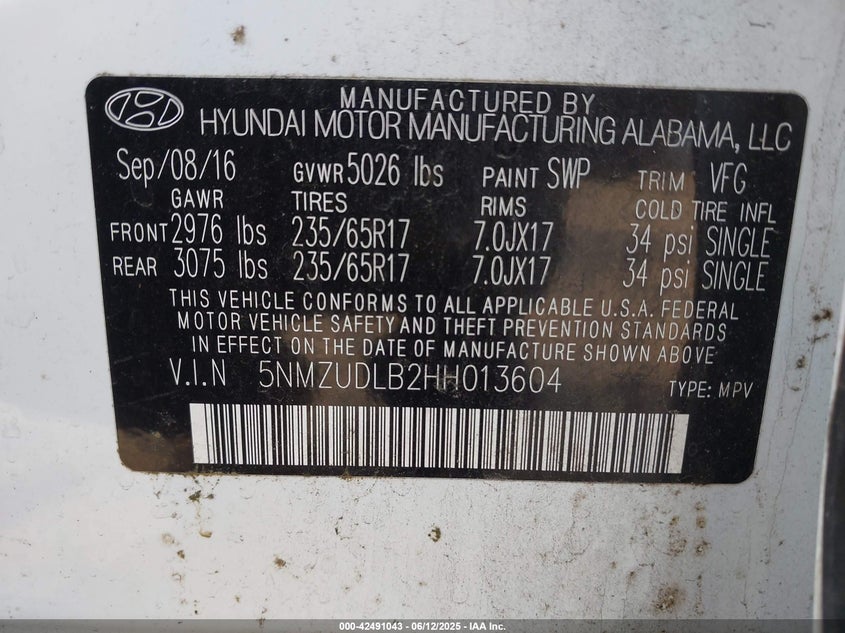 MANUFACTURED BY
HYUNDAI MOTOR MANUFACTURING ALABAMA, LLC
Sep/08/16 GVWR 5026 lbs PAINT SWP TRIM VFG
GAWR TIRES RIMS COLD TIRE INFL
FRONT 2976 lbs 235/65R17 7.0JX17 34 psi SINGLE
REAR 3075 lbs 235/65R17 7.0JX17 34 psi SINGLE
THIS VEHICLE CONFORMS TO ALL APPLICABLE U.S.A. FEDERAL
MOTOR VEHICLE SAFETY AND THEFT PREVENTION STANDARDS
IN EFFECT ON THE DATE OF MANUFACTURE SHOWN ABOVE
V.I.N 5NMZUDLB2HH013604 TYPE: MPV
000-42491043 - 06/12/2025 - IAA Inc.